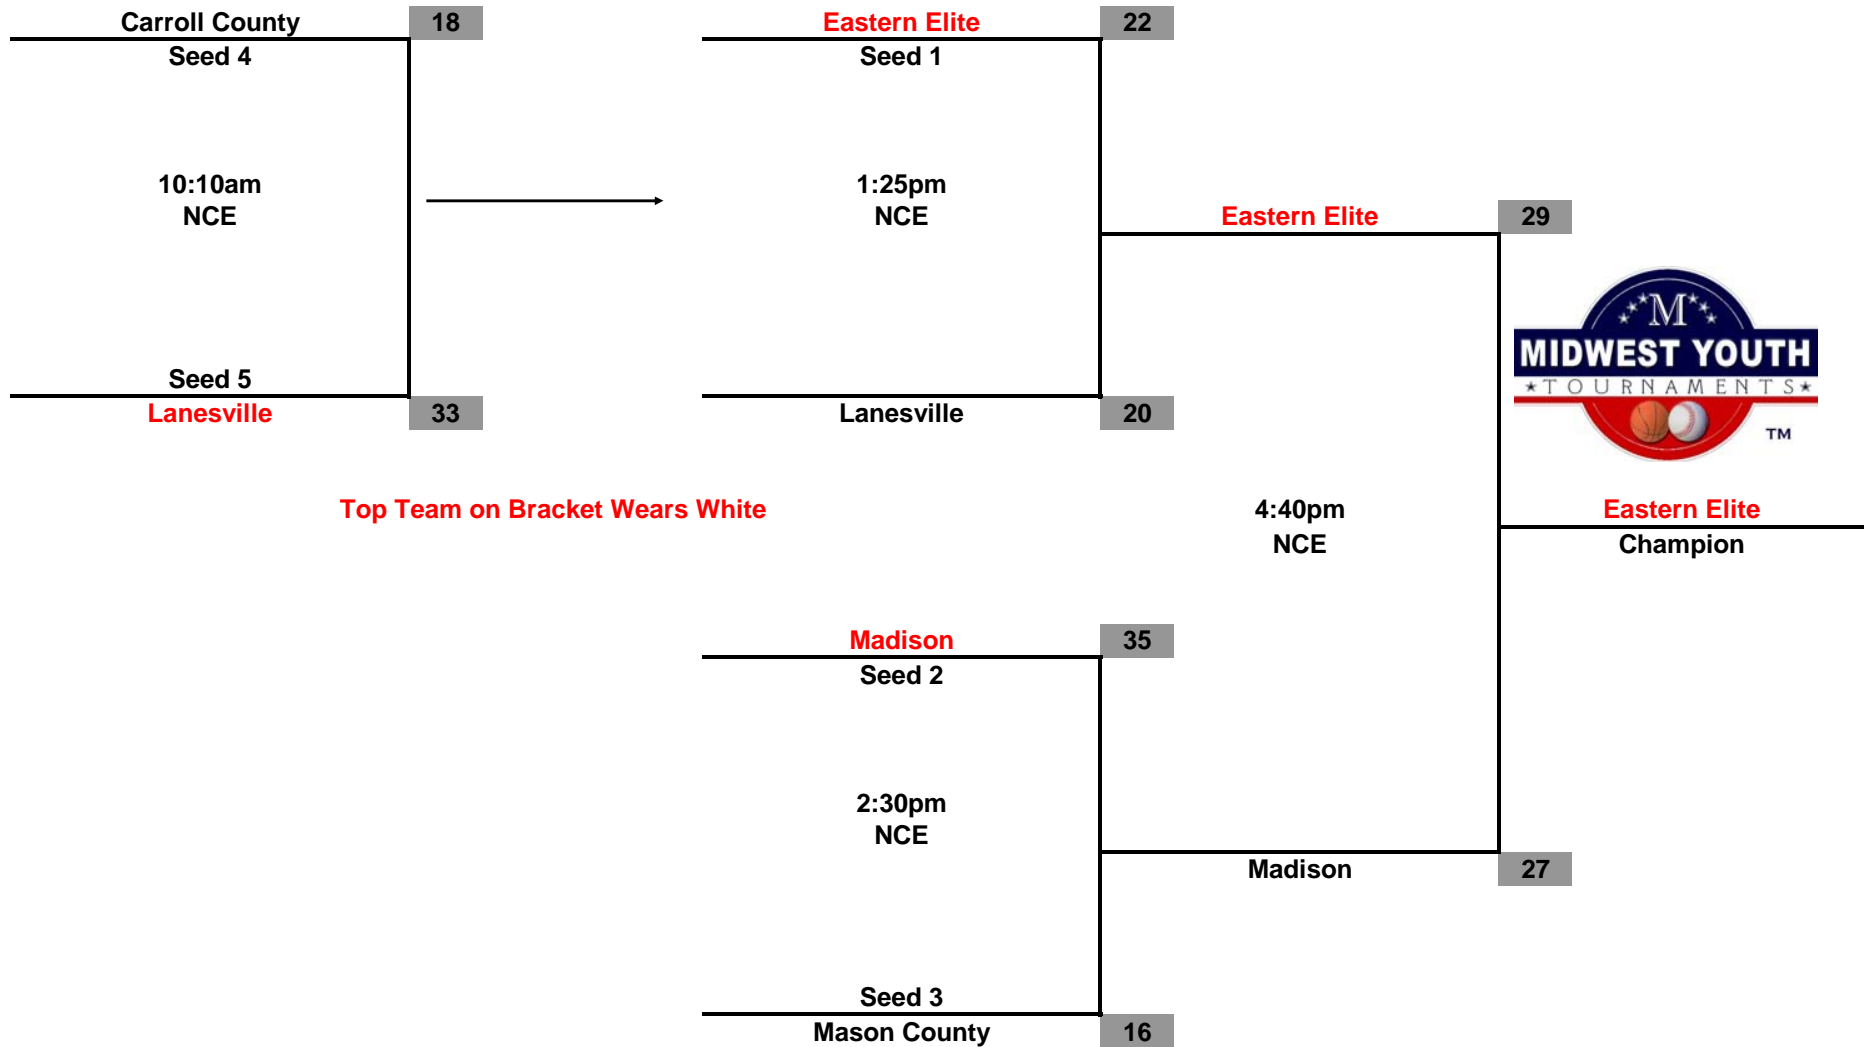 Carroll County 18
Seed 4
10:10am
NCE
Seed 5
Lanesville 33
Eastern Elite 22
Seed 1
1:25pm
NCE
Lanesville 20
Eastern Elite 29
M
MIDWEST YOUTH
TOURNAMENTS
TM
Top Team on Bracket Wears White
4:40pm
NCE
Eastern Elite
Champion
Madison 35
Seed 2
2:30pm
NCE
Madison 27
Seed 3
Mason County 16